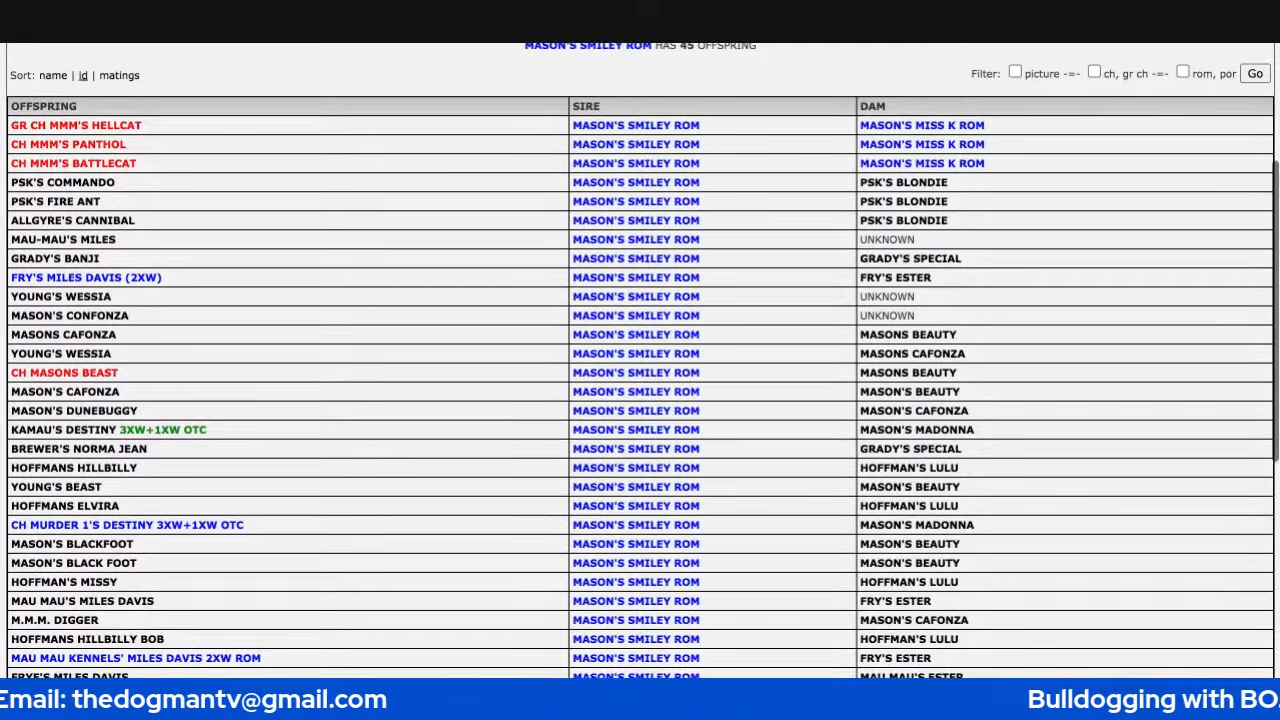 MASON'S SMILEY ROM HAS 45 OFFSPRING
Sort: name | id | matings Filter: picture -=- ch, gr ch -=- rom, por Go
OFFSPRING SIRE DAM
GR CH MMM'S HELLCAT MASON'S SMILEY ROM MASON'S MISS K ROM
CH MMM'S PANTHOL MASON'S SMILEY ROM MASON'S MISS K ROM
CH MMM'S BATTLECAT MASON'S SMILEY ROM MASON'S MISS K ROM
PSK'S COMMANDO MASON'S SMILEY ROM PSK'S BLONDIE
PSK'S FIRE ANT MASON'S SMILEY ROM PSK'S BLONDIE
ALLGYRE'S CANNIBAL MASON'S SMILEY ROM PSK'S BLONDIE
MAU-MAU'S MILES MASON'S SMILEY ROM UNKNOWN
GRADY'S BANJI MASON'S SMILEY ROM GRADY'S SPECIAL
FRY'S MILES DAVIS (2XW) MASON'S SMILEY ROM FRY'S ESTER
YOUNG'S WESSIA MASON'S SMILEY ROM UNKNOWN
MASON'S CONFONZA MASON'S SMILEY ROM UNKNOWN
MASONS CAFONZA MASON'S SMILEY ROM MASONS BEAUTY
YOUNG'S WESSIA MASON'S SMILEY ROM MASONS CAFONZA
CH MASONS BEAST MASON'S SMILEY ROM MASONS BEAUTY
MASON'S CAFONZA MASON'S SMILEY ROM MASON'S BEAUTY
MASON'S DUNEBUGGY MASON'S SMILEY ROM MASON'S CAFONZA
KAMAU'S DESTINY 3XW+1XW OTC MASON'S SMILEY ROM MASON'S MADONNA
BREWER'S NORMA JEAN MASON'S SMILEY ROM GRADY'S SPECIAL
HOFFMANS HILLBILLY MASON'S SMILEY ROM HOFFMAN'S LULU
YOUNG'S BEAST MASON'S SMILEY ROM MASON'S BEAUTY
HOFFMANS ELVIRA MASON'S SMILEY ROM HOFFMAN'S LULU
CH MURDER 1'S DESTINY 3XW+1XW OTC MASON'S SMILEY ROM MASON'S MADONNA
MASON'S BLACKFOOT MASON'S SMILEY ROM MASON'S BEAUTY
MASON'S BLACK FOOT MASON'S SMILEY ROM MASON'S BEAUTY
HOFFMAN'S MISSY MASON'S SMILEY ROM HOFFMAN'S LULU
MAU MAU'S MILES DAVIS MASON'S SMILEY ROM FRY'S ESTER
M.M.M. DIGGER MASON'S SMILEY ROM MASON'S CAFONZA
HOFFMANS HILLBILLY BOB MASON'S SMILEY ROM HOFFMAN'S LULU
MAU MAU KENNELS' MILES DAVIS 2XW ROM MASON'S SMILEY ROM FRY'S ESTER
FRYE'S MILES DAVIS MASON'S SMILEY ROM MAU MAU'S ESTER
Email: thedogmantv@gmail.com Bulldogging with BO